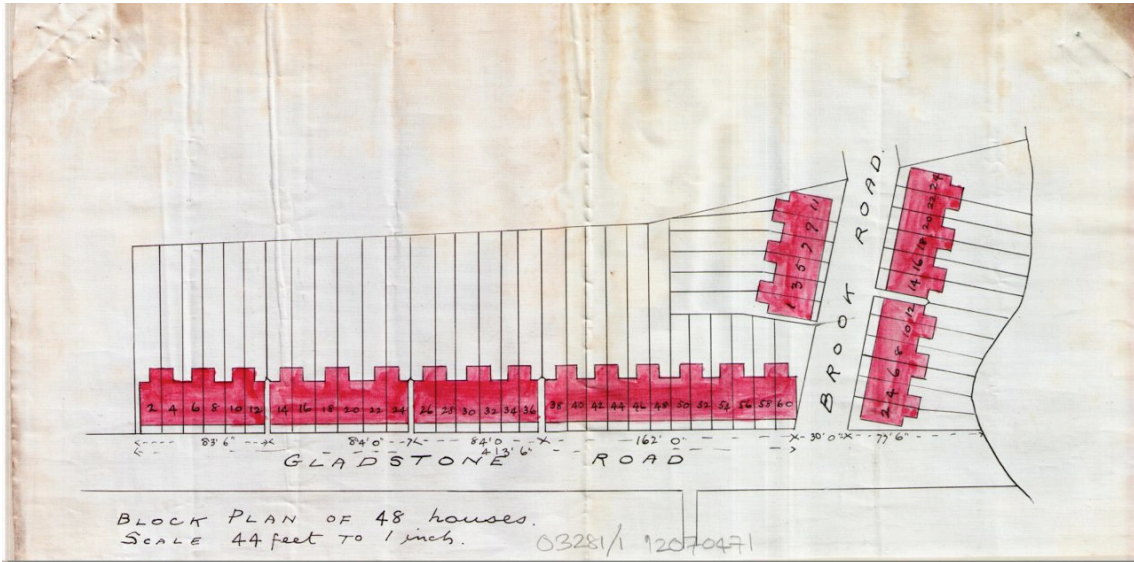 BROOK ROAD.
1 3 5 7 9 11
2 4 6 8 10 12
14 16 18 20 22 24
2 4 6 8 10 12
14 16 18 20 22 24
26 28 30 32 34 36
38 40 42 44 46 48 50 52 54 56 58 60
83'6" 84'0" 84'0 162'0" 30'0" 77'6"
413'6"
GLADSTONE ROAD
BLOCK PLAN OF 48 houses.
SCALE 44 feet TO 1 inch.
03281/1 12070471